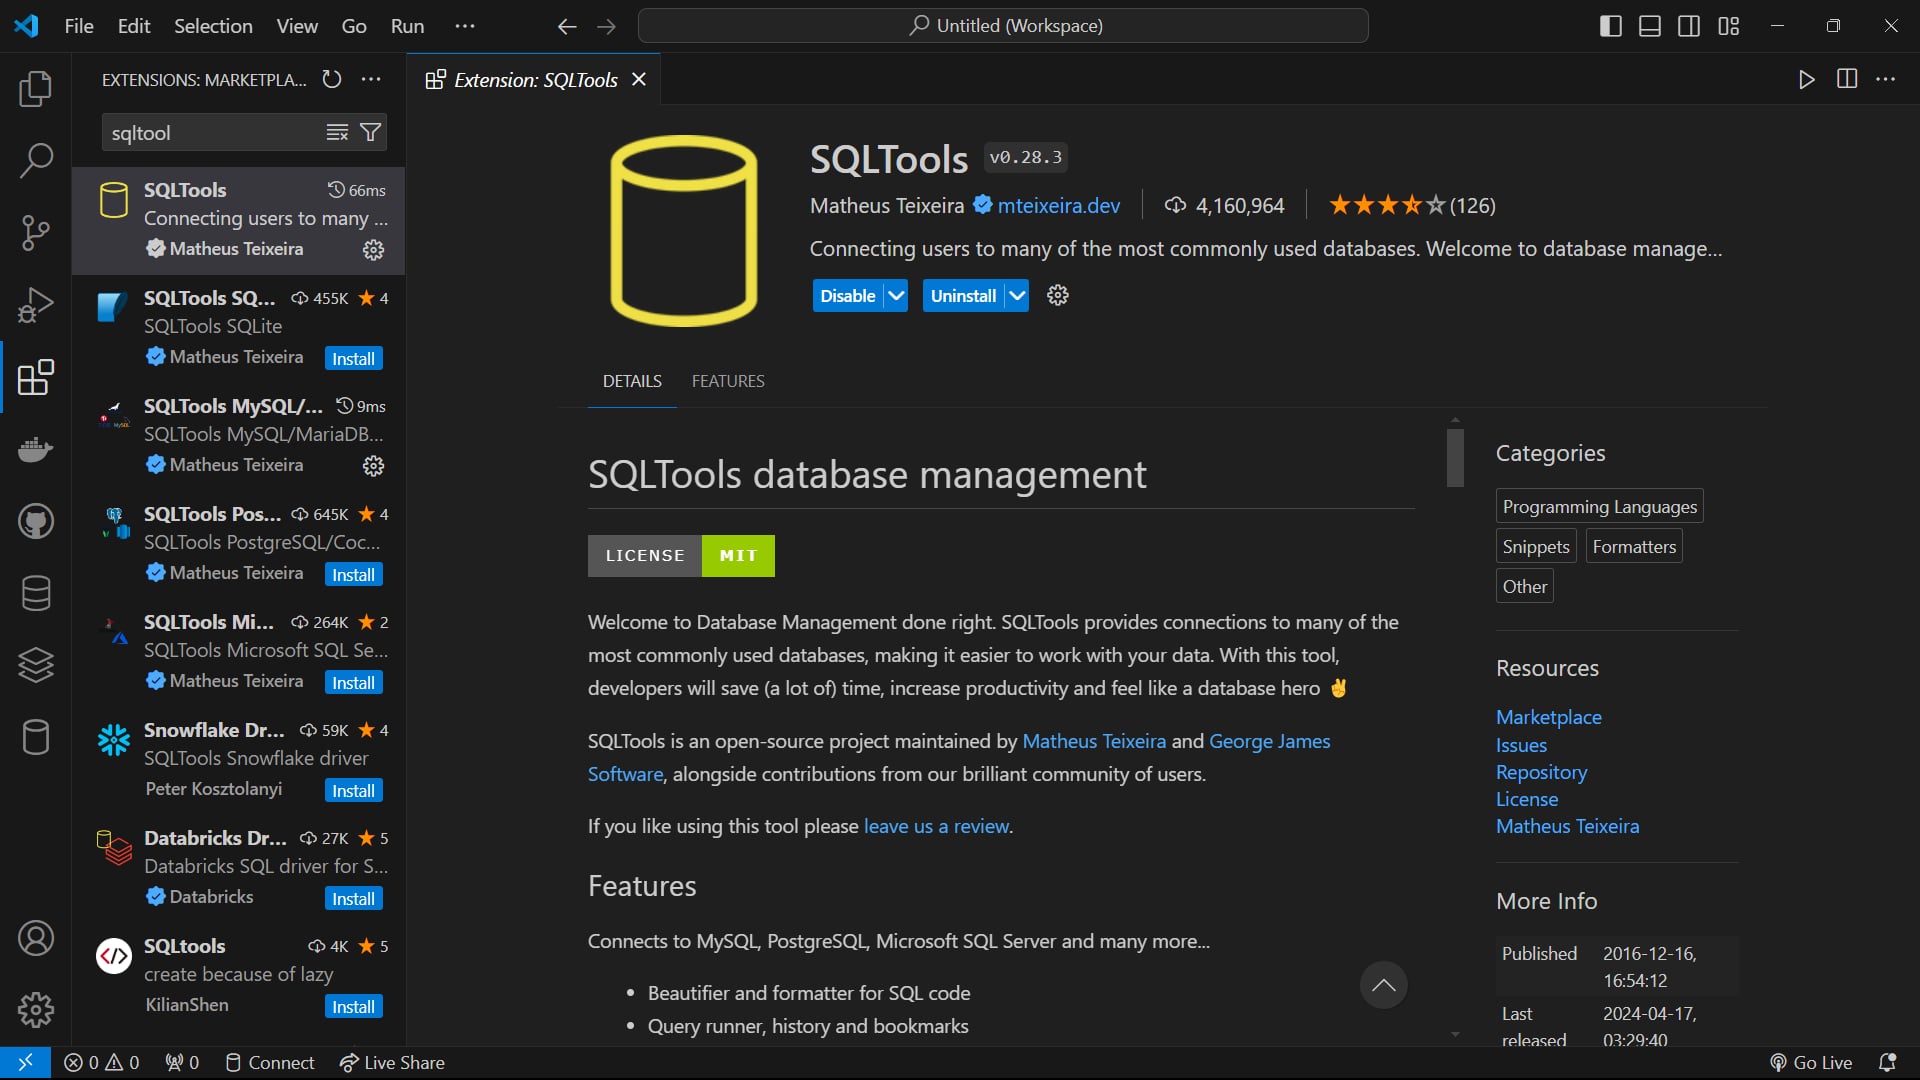 File Edit Selection View Go Run ···
Untitled (Workspace)
EXTENSIONS: MARKETPLA...
sqltool
SQLTools 66ms
Connecting users to many ...
Matheus Teixeira
SQLTools SQ... 455K ★ 4
SQLTools SQLite
Matheus Teixeira Install
SQLTools MySQL/... 9ms
SQLTools MySQL/MariaDB...
Matheus Teixeira
SQLTools Pos... 645K ★ 4
SQLTools PostgreSQL/Coc...
Matheus Teixeira Install
SQLTools Mi... 264K ★ 2
SQLTools Microsoft SQL Se...
Matheus Teixeira Install
Snowflake Dr... 59K ★ 4
SQLTools Snowflake driver
Peter Kosztolanyi Install
Databricks Dr... 27K ★ 5
Databricks SQL driver for S...
Databricks Install
SQLtools 4K ★ 5
create because of lazy
KilianShen Install
Extension: SQLTools
SQLTools v0.28.3
Matheus Teixeira mteixeira.dev 4,160,964 (126)
Connecting users to many of the most commonly used databases. Welcome to database manage...
Disable Uninstall
DETAILS FEATURES
SQLTools database management
LICENSE MIT
Welcome to Database Management done right. SQLTools provides connections to many of the
most commonly used databases, making it easier to work with your data. With this tool,
developers will save (a lot of) time, increase productivity and feel like a database hero ✌
SQLTools is an open-source project maintained by Matheus Teixeira and George James
Software, alongside contributions from our brilliant community of users.
If you like using this tool please leave us a review.
Features
Connects to MySQL, PostgreSQL, Microsoft SQL Server and many more...
• Beautifier and formatter for SQL code
• Query runner, history and bookmarks
Categories
Programming Languages
Snippets Formatters
Other
Resources
Marketplace
Issues
Repository
License
Matheus Teixeira
More Info
Published 2016-12-16,
16:54:12
Last 2024-04-17,
released 03:29:40
0 0 0 Connect Live Share Go Live